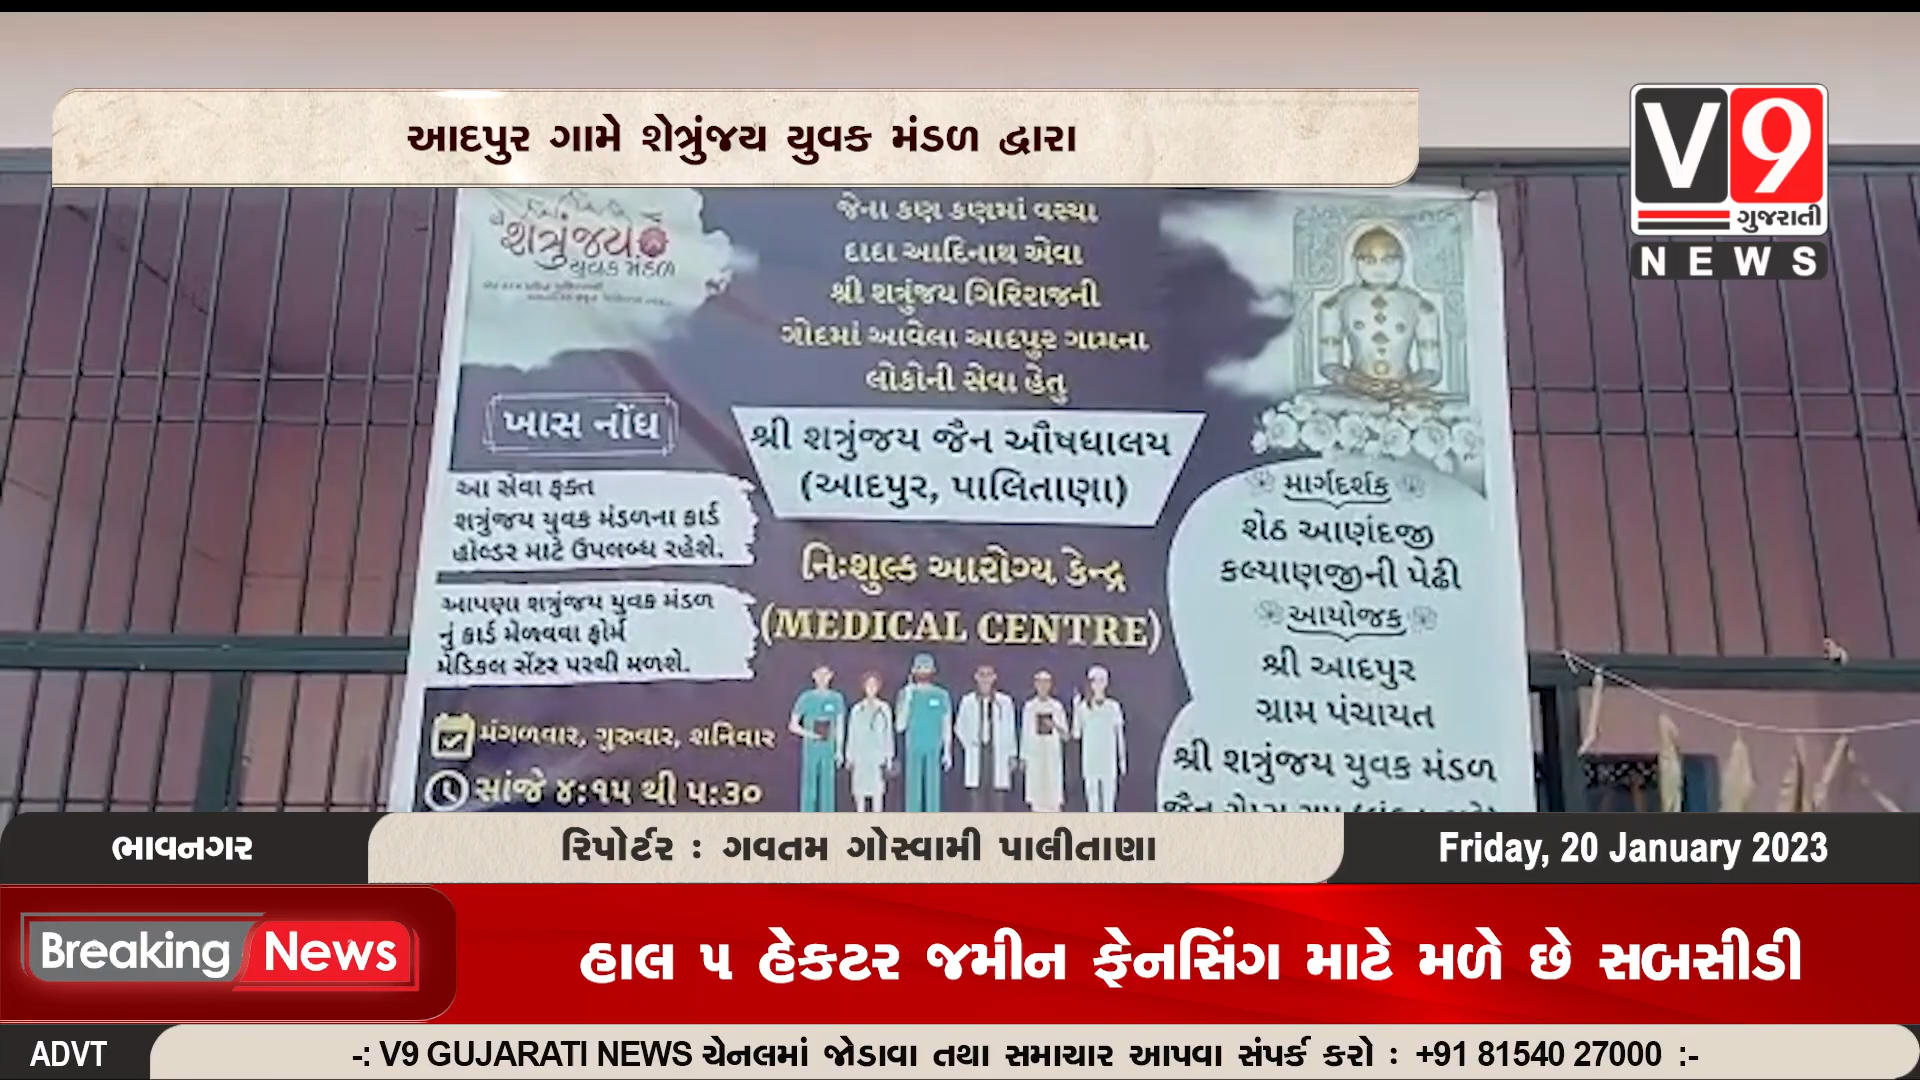 આદપુર ગામે શેત્રુંજય યુવક મંડળ દ્વારા
V9
ગુજરાતી
NEWS
શત્રુંજય
યુવક મંડળ
જેના કણ કણમાં વસ્યા
દાદા આદિનાથ એવા
શ્રી શત્રુંજય ગિરિરાજની
ગોદમાં આવેલા આદપુર ગામના
લોકોની સેવા હેતુ
ખાસ નોંધ
આ સેવા ફક્ત
શત્રુંજય યુવક મંડળના કાર્ડ
હોલ્ડર માટે ઉપલબ્ધ રહેશે.
આપણા શત્રુંજય યુવક મંડળ
નું કાર્ડ મેળવવા ફોર્મ
મેડિકલ સેંટર પરથી મળશે.
મંગળવાર, ગુરુવાર, શનિવાર
સાંજે ૪:૧૫ થી ૫:૩૦
શ્રી શત્રુંજય જૈન ઔષધાલય
(આદપુર, પાલિતાણા)
નિઃશુલ્ક આરોગ્ય કેન્દ્ર
(MEDICAL CENTRE)
માર્ગદર્શક
શેઠ આણંદજી
કલ્યાણજીની પેઢી
આયોજક
શ્રી આદપુર
ગ્રામ પંચાયત
શ્રી શત્રુંજય યુવક મંડળ
ભાવનગર
રિપોર્ટર : ગવતમ ગોસ્વામી પાલીતાણા
Friday, 20 January 2023
Breaking News
હાલ ૫ હેકટર જમીન ફેનસિંગ માટે મળે છે સબસીડી
ADVT
-: V9 GUJARATI NEWS ચેનલમાં જોડાવા તથા સમાચાર આપવા સંપર્ક કરો : +91 81540 27000 :-